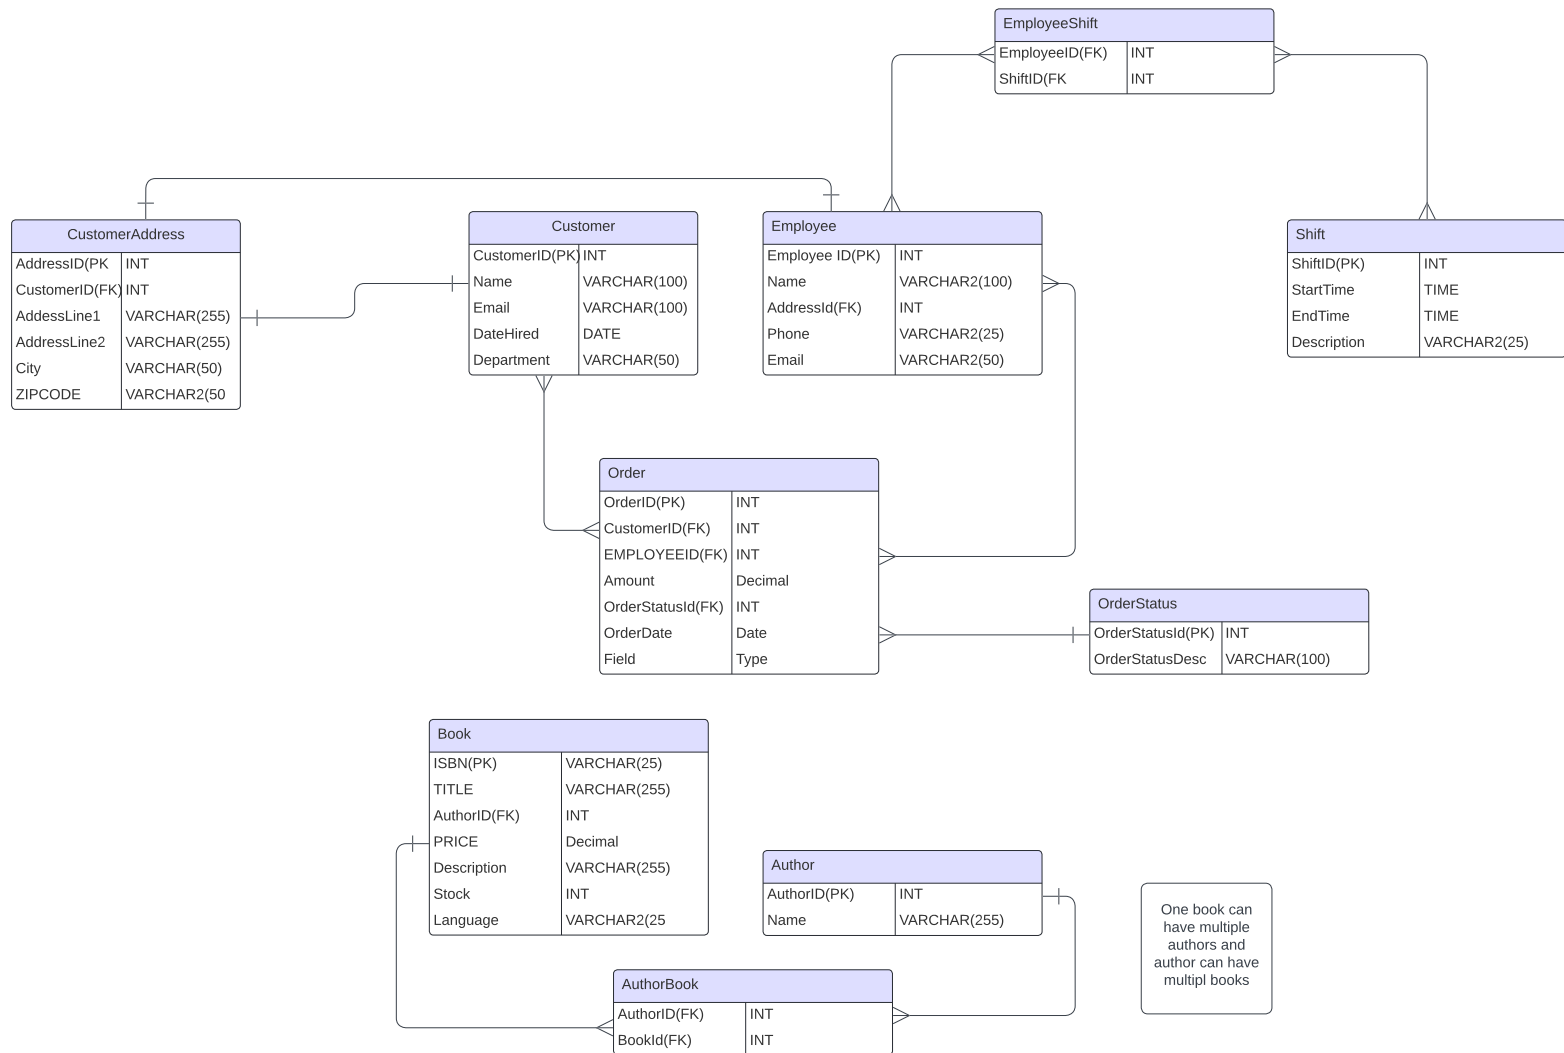 EmployeeShift
EmployeeID(FK) INT
ShiftID(FK INT
CustomerAddress
AddressID(PK INT
CustomerID(FK) INT
AddessLine1 VARCHAR(255)
AddressLine2 VARCHAR(255)
City VARCHAR(50)
ZIPCODE VARCHAR2(50
Customer
CustomerID(PK) INT
Name VARCHAR(100)
Email VARCHAR(100)
DateHired DATE
Department VARCHAR(50)
Employee
Employee ID(PK) INT
Name VARCHAR2(100)
AddressId(FK) INT
Phone VARCHAR2(25)
Email VARCHAR2(50)
Shift
ShiftID(PK) INT
StartTime TIME
EndTime TIME
Description VARCHAR2(25)
Order
OrderID(PK) INT
CustomerID(FK) INT
EMPLOYEEID(FK) INT
Amount Decimal
OrderStatusId(FK) INT
OrderDate Date
Field Type
OrderStatus
OrderStatusId(PK) INT
OrderStatusDesc VARCHAR(100)
Book
ISBN(PK) VARCHAR(25)
TITLE VARCHAR(255)
AuthorID(FK) INT
PRICE Decimal
Description VARCHAR(255)
Stock INT
Language VARCHAR2(25
Author
AuthorID(PK) INT
Name VARCHAR(255)
One book can
have multiple
authors and
author can have
multipl books
AuthorBook
AuthorID(FK) INT
BookId(FK) INT